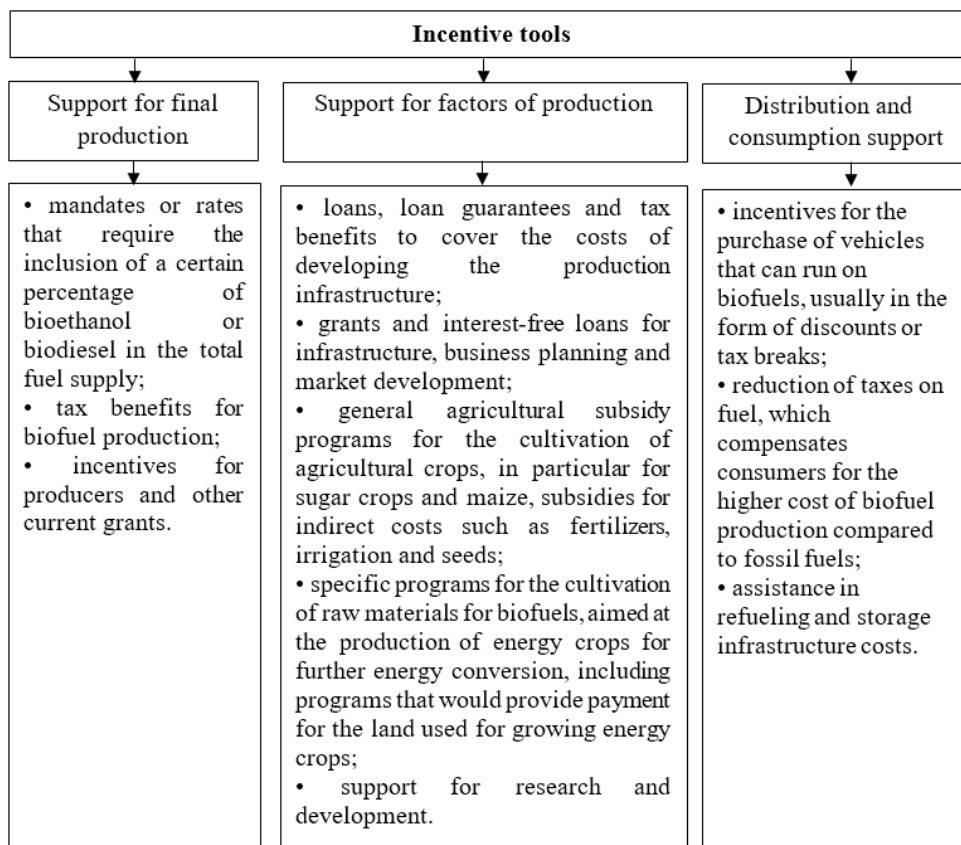 Incentive tools
Support for final
production
• mandates or rates
that require the
inclusion of a certain
percentage of
bioethanol or
biodiesel in the total
fuel supply;
• tax benefits for
biofuel production;
• incentives for
producers and other
current grants.
Support for factors of production
• loans, loan guarantees and tax
benefits to cover the costs of
developing the production
infrastructure;
• grants and interest-free loans for
infrastructure, business planning and
market development;
• general agricultural subsidy
programs for the cultivation of
agricultural crops, in particular for
sugar crops and maize, subsidies for
indirect costs such as fertilizers,
irrigation and seeds;
• specific programs for the cultivation
of raw materials for biofuels, aimed at
the production of energy crops for
further energy conversion, including
programs that would provide payment
for the land used for growing energy
crops;
• support for research and
development.
Distribution and
consumption support
• incentives for the
purchase of vehicles
that can run on
biofuels, usually in the
form of discounts or
tax breaks;
• reduction of taxes on
fuel, which
compensates
consumers for the
higher cost of biofuel
production compared
to fossil fuels;
• assistance in
refueling and storage
infrastructure costs.